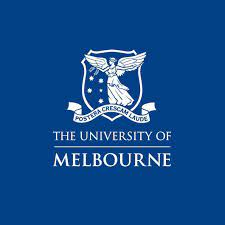 POSTERA CRESCAM LAUDE
THE UNIVERSITY OF
MELBOURNE